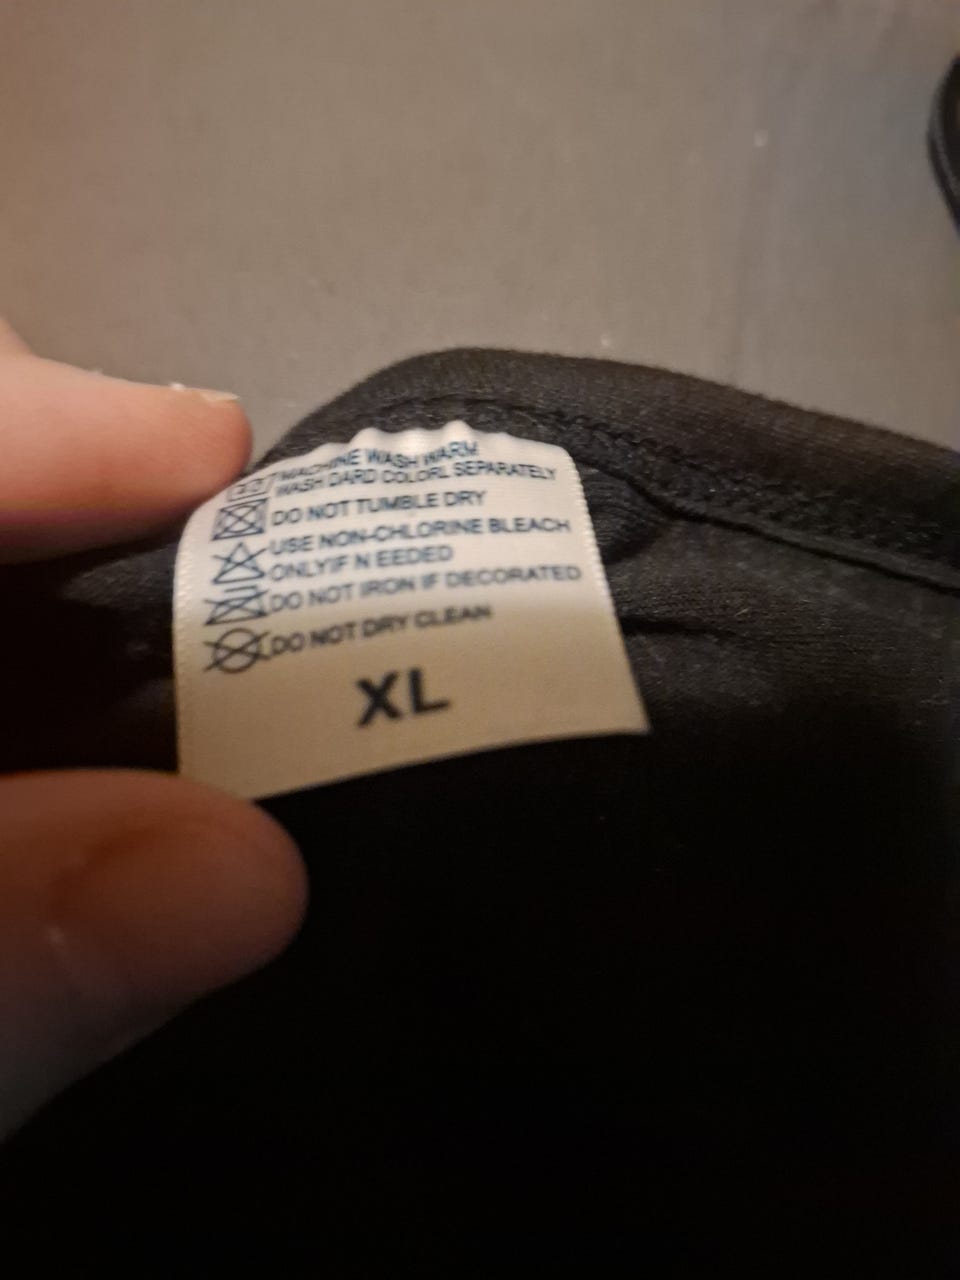 MACHINE WASH WARM
WASH DARD COLORL SEPARATELY
DO NOT TUMBLE DRY
USE NON-CHLORINE BLEACH
ONLYIF N EEDED
DO NOT IRON IF DECORATED
DO NOT DRY CLEAN
XL